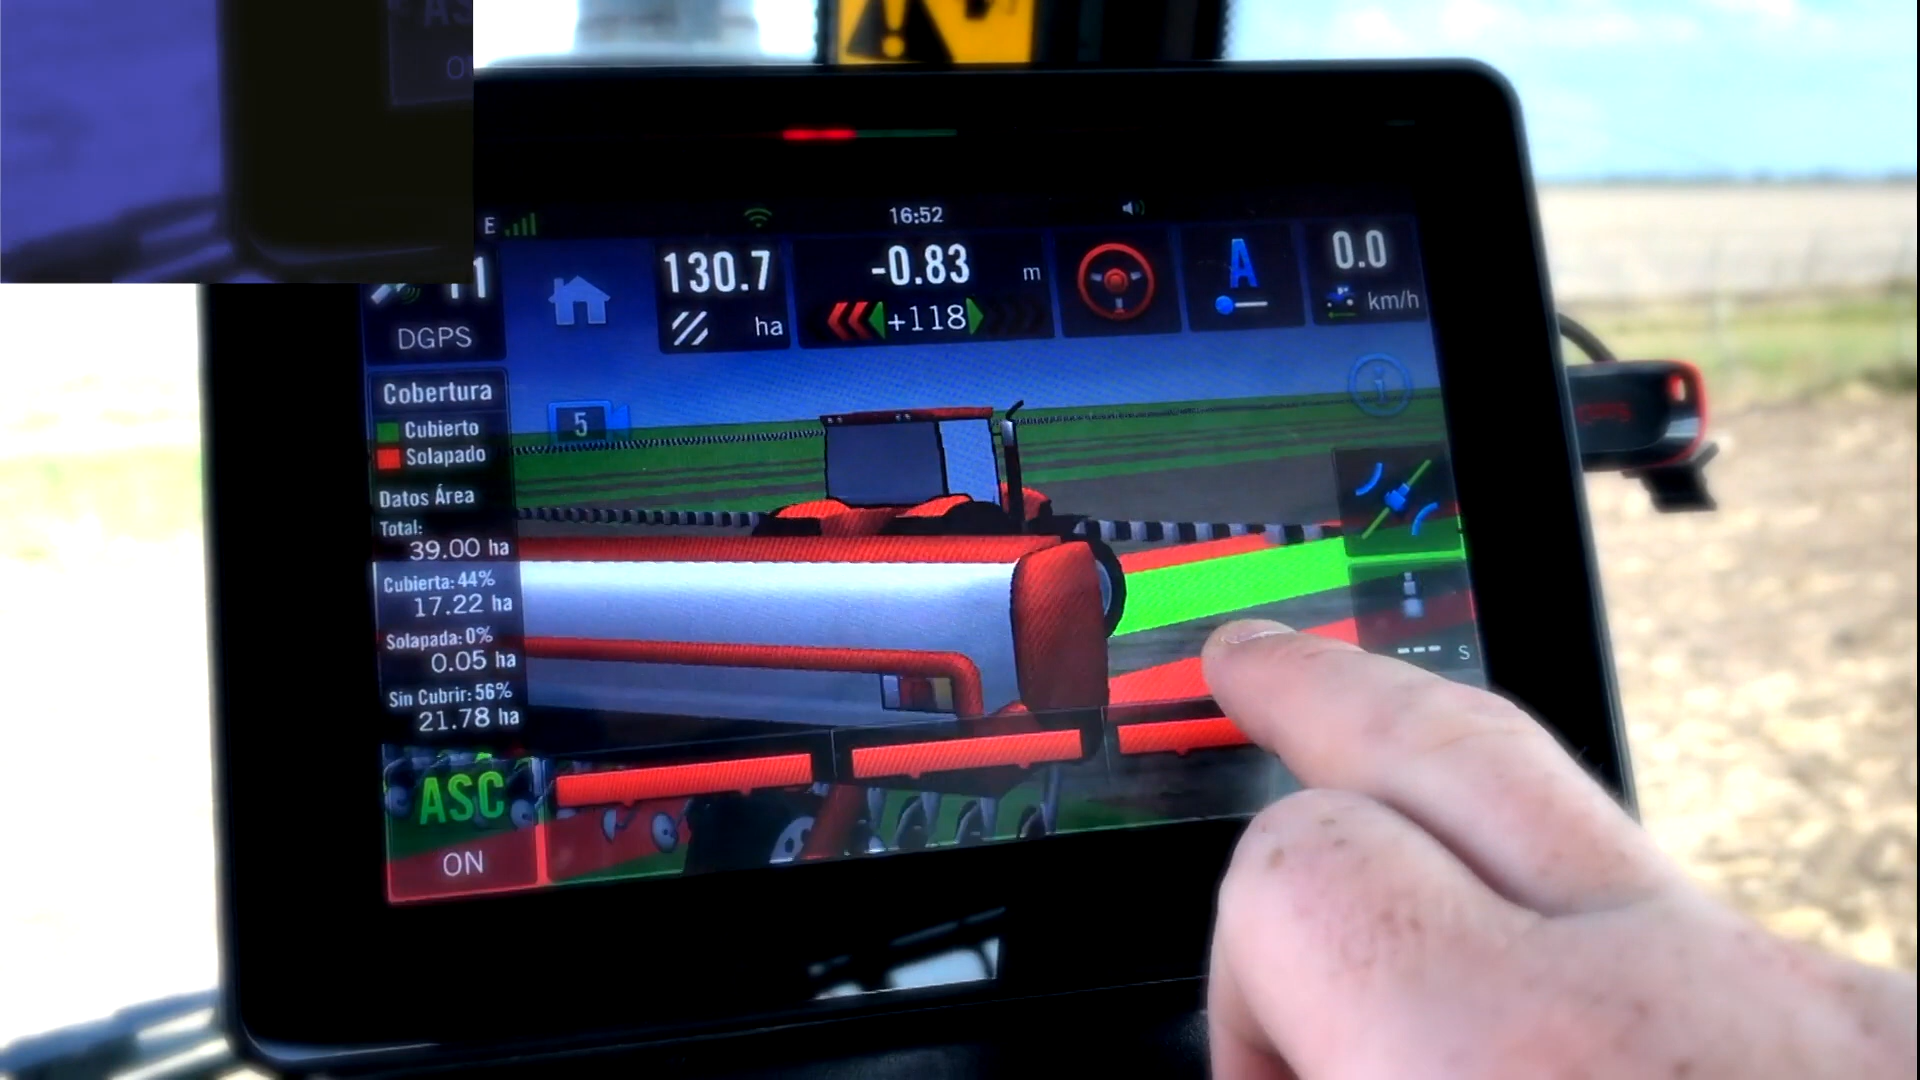 E
16:52
11
DGPS
130.7
ha
-0.83 m
+118
A
0.0
km/h
Cobertura
Cubierto
Solapado
5
Datos Área
Total:
39.00 ha
Cubierta: 44%
17.22 ha
Solapada: 0%
0.05 ha
Sin Cubrir: 56%
21.78 ha
--- s
ASC
ON